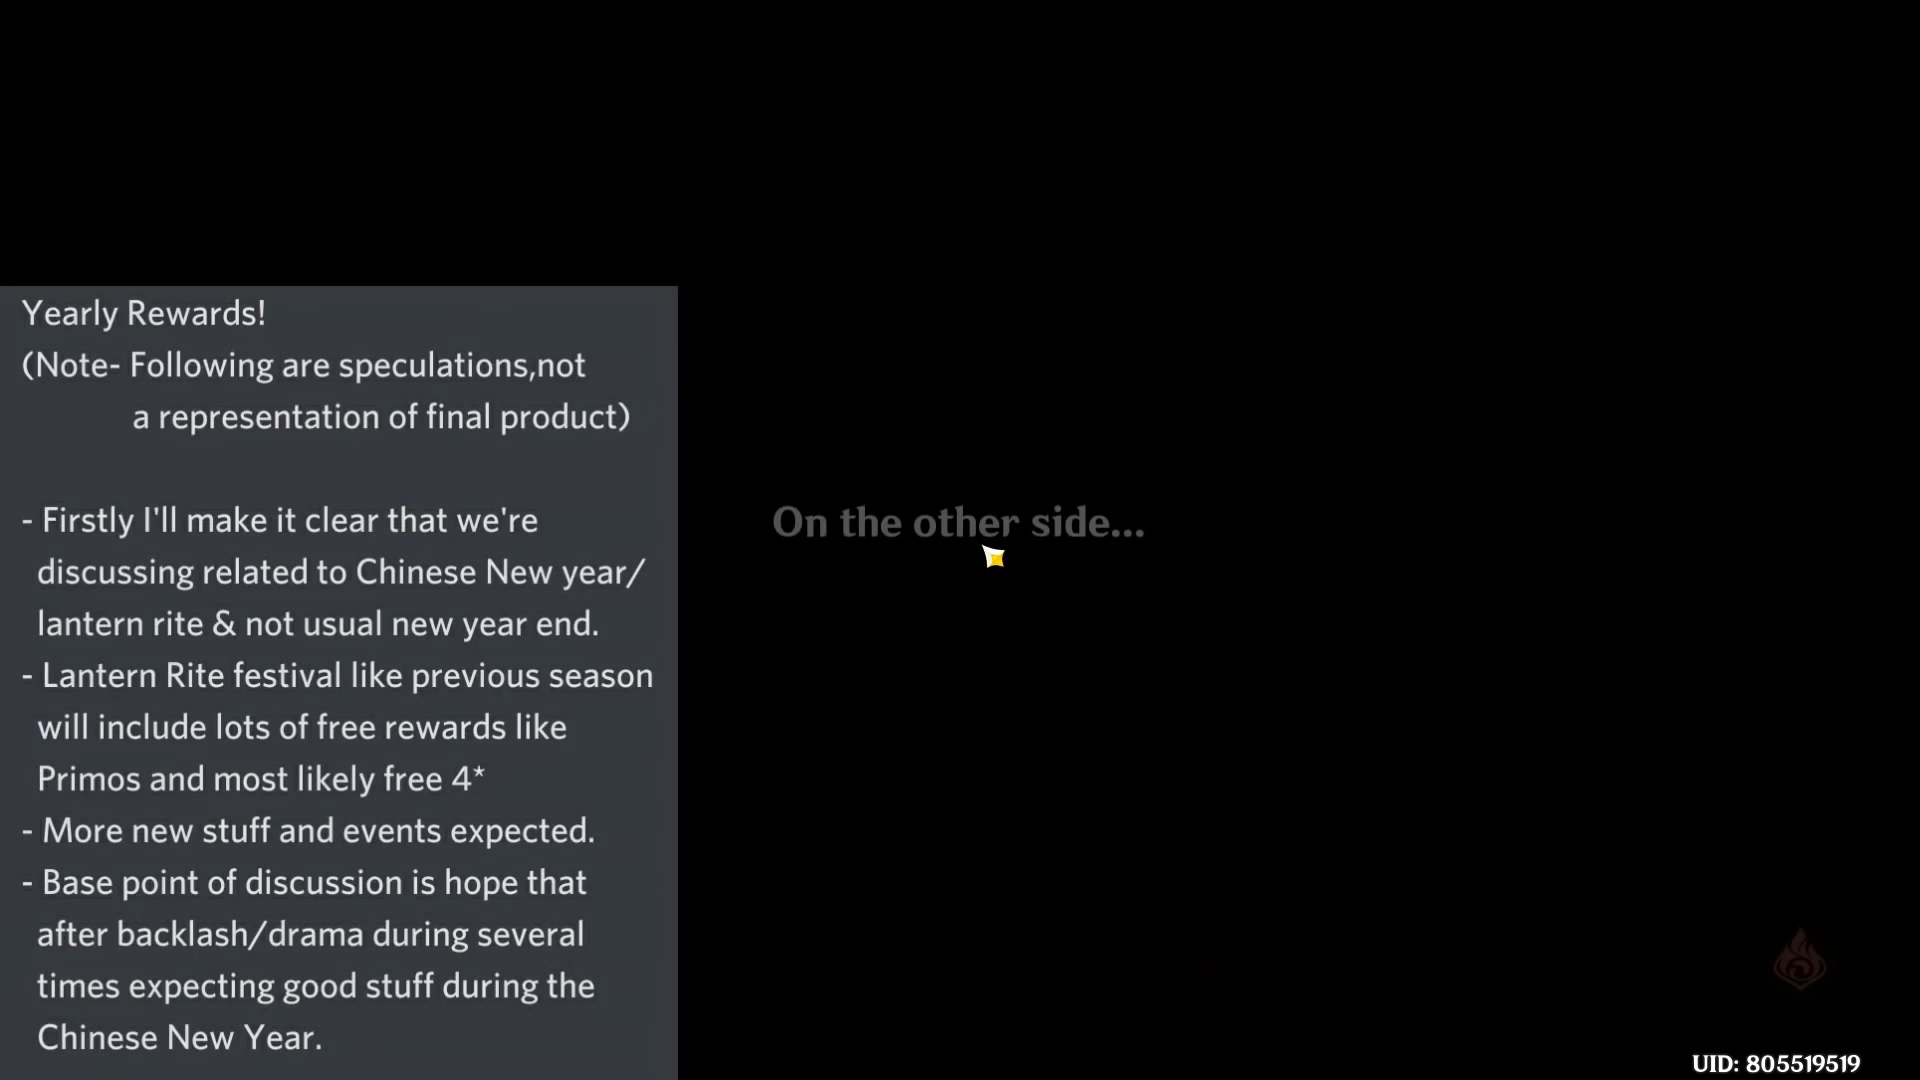 Yearly Rewards!
(Note- Following are speculations,not
a representation of final product)
- Firstly I'll make it clear that we're
discussing related to Chinese New year/
lantern rite & not usual new year end.
- Lantern Rite festival like previous season
will include lots of free rewards like
Primos and most likely free 4*
- More new stuff and events expected.
- Base point of discussion is hope that
after backlash/drama during several
times expecting good stuff during the
Chinese New Year.
On the other side...
UID: 805519519